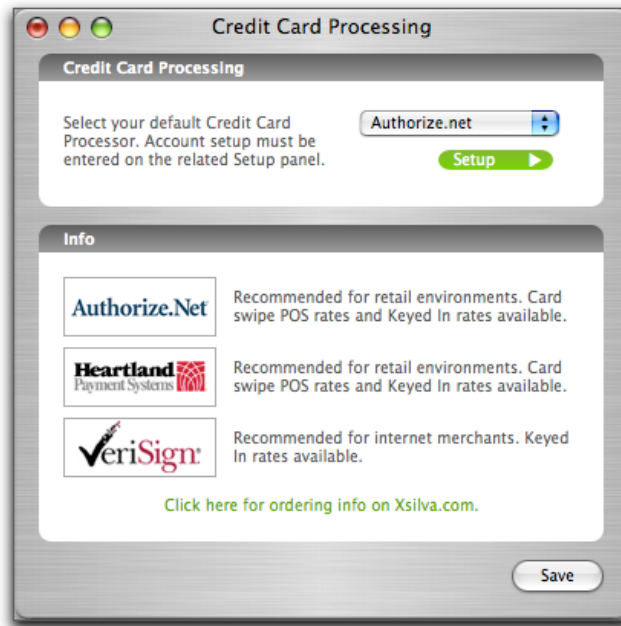 Credit Card Processing
Credit Card Processing
Select your default Credit Card
Processor. Account setup must be
entered on the related Setup panel.
Authorize.net
Setup
Info
Authorize.Net
Recommended for retail environments. Card
swipe POS rates and Keyed In rates available.
Heartland
Payment Systems
Recommended for retail environments. Card
swipe POS rates and Keyed In rates available.
VeriSign®
Recommended for internet merchants. Keyed
In rates available.
Click here for ordering info on Xsilva.com.
Save